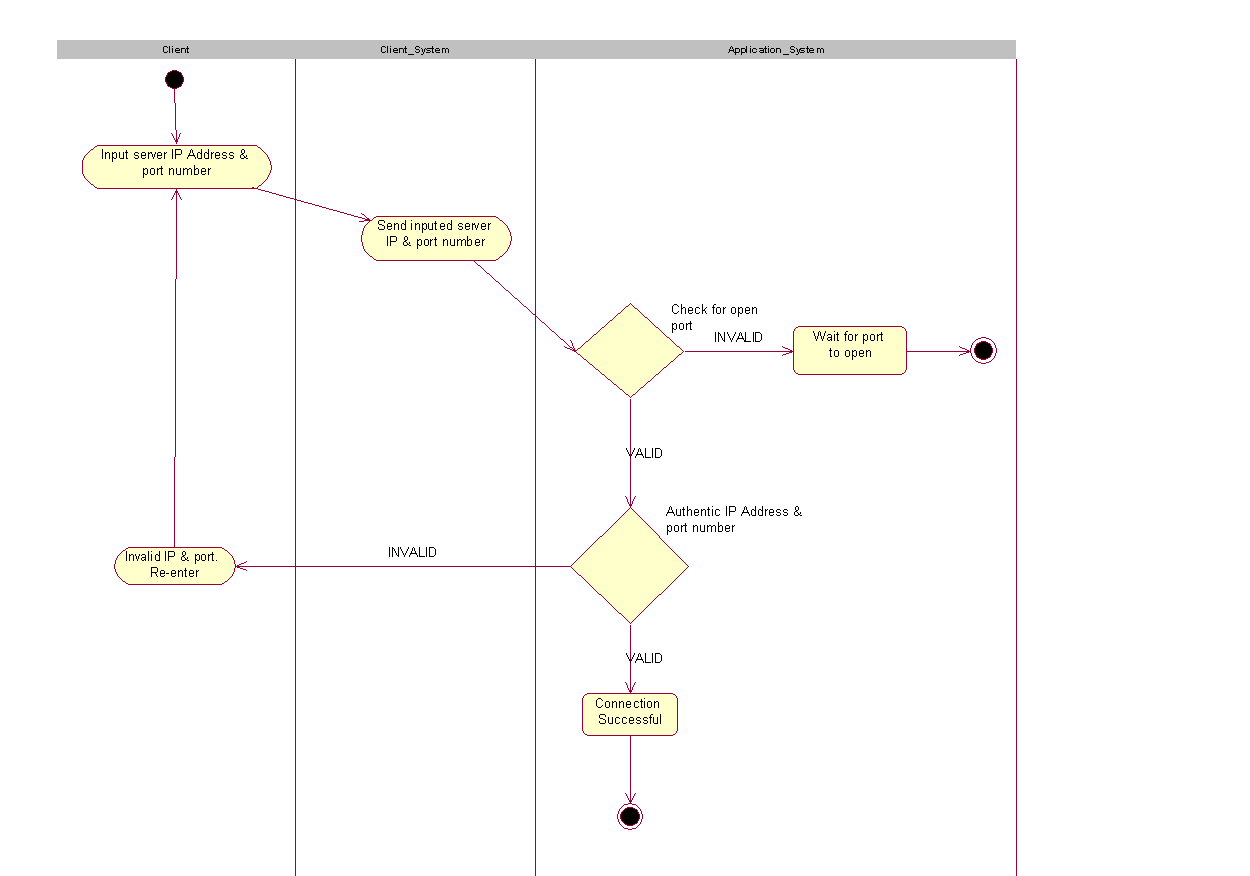 Client
Client_System
Application_System
Input server IP Address &
port number
Send inputed server
IP & port number
Check for open
port
INVALID
Wait for port
to open
VALID
Authentic IP Address &
port number
INVALID
Invalid IP & port.
Re-enter
VALID
Connection
Successful